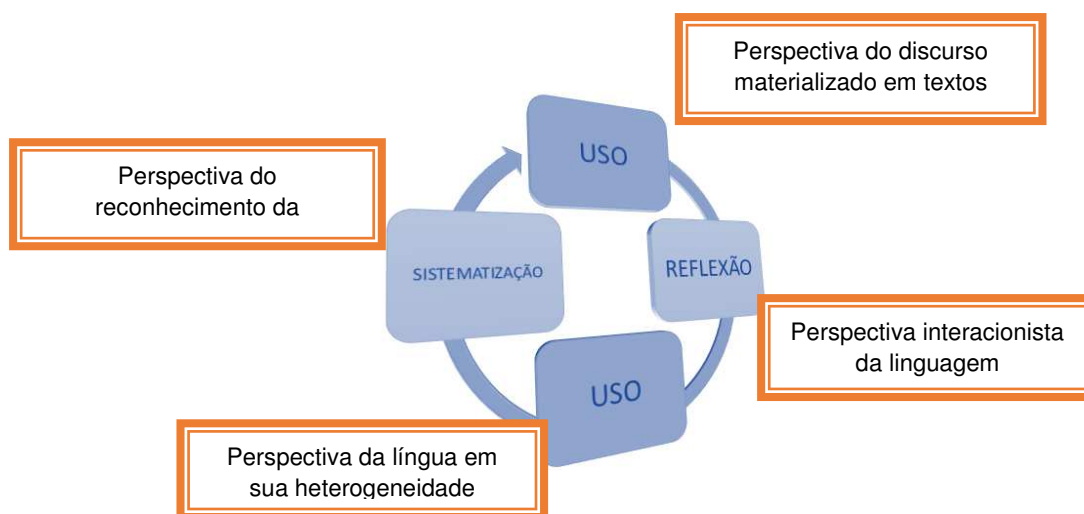 Perspectiva do discurso
materializado em textos
USO
Perspectiva do
reconhecimento da
SISTEMATIZAÇÃO
REFLEXÃO
Perspectiva interacionista
da linguagem
USO
Perspectiva da língua em
sua heterogeneidade